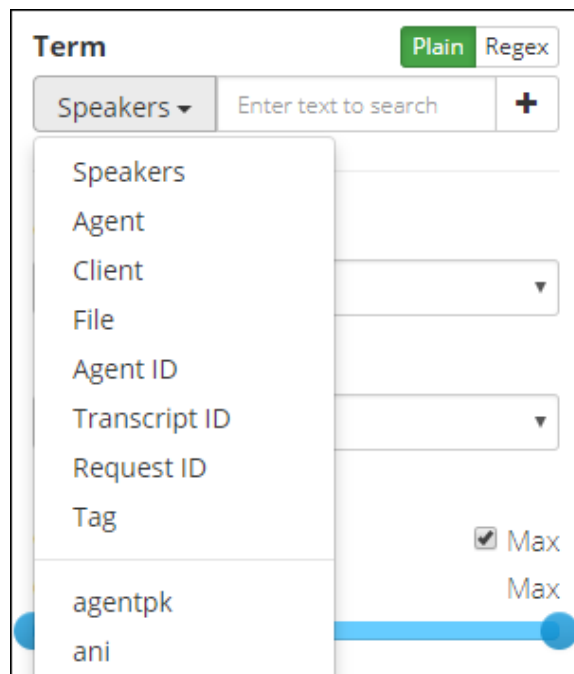 Term Plain Regex
Speakers Enter text to search +
Speakers
Agent
Client
File
Agent ID
Transcript ID
Request ID
Tag
Max
Max
agentpk
ani